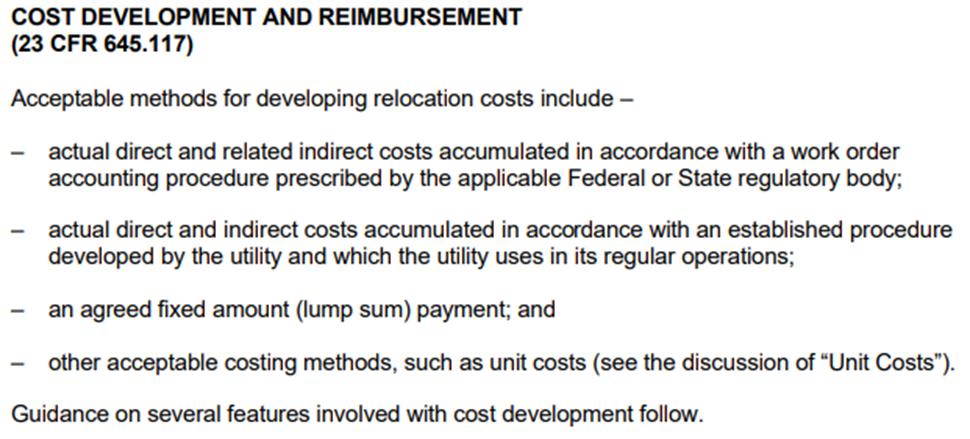 COST DEVELOPMENT AND REIMBURSEMENT
(23 CFR 645.117)
Acceptable methods for developing relocation costs include –
– actual direct and related indirect costs accumulated in accordance with a work order
accounting procedure prescribed by the applicable Federal or State regulatory body;
– actual direct and indirect costs accumulated in accordance with an established procedure
developed by the utility and which the utility uses in its regular operations;
– an agreed fixed amount (lump sum) payment; and
– other acceptable costing methods, such as unit costs (see the discussion of “Unit Costs”).
Guidance on several features involved with cost development follow.